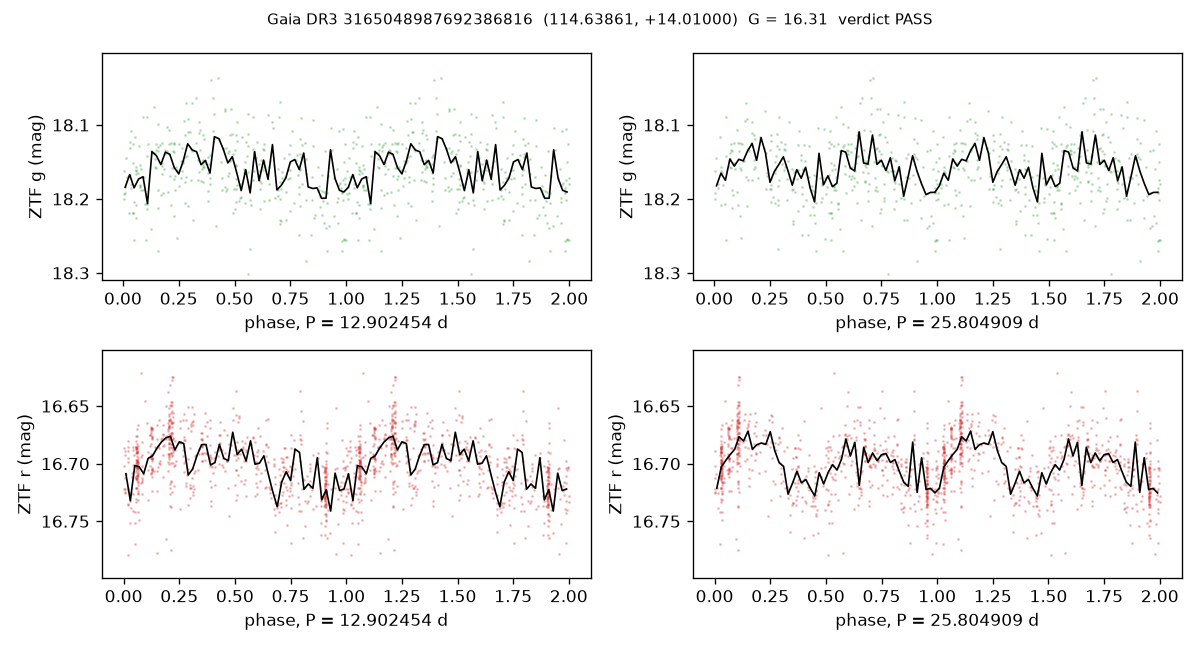 Gaia DR3 3165048987692386816 (114.63861, +14.01000) G = 16.31 verdict PASS
ZTF g (mag)
18.1
18.2
18.3
0.00 0.25 0.50 0.75 1.00 1.25 1.50 1.75 2.00
phase, P = 12.902454 d
ZTF g (mag)
18.1
18.2
18.3
0.00 0.25 0.50 0.75 1.00 1.25 1.50 1.75 2.00
phase, P = 25.804909 d
ZTF r (mag)
16.65
16.70
16.75
0.00 0.25 0.50 0.75 1.00 1.25 1.50 1.75 2.00
phase, P = 12.902454 d
ZTF r (mag)
16.65
16.70
16.75
0.00 0.25 0.50 0.75 1.00 1.25 1.50 1.75 2.00
phase, P = 25.804909 d